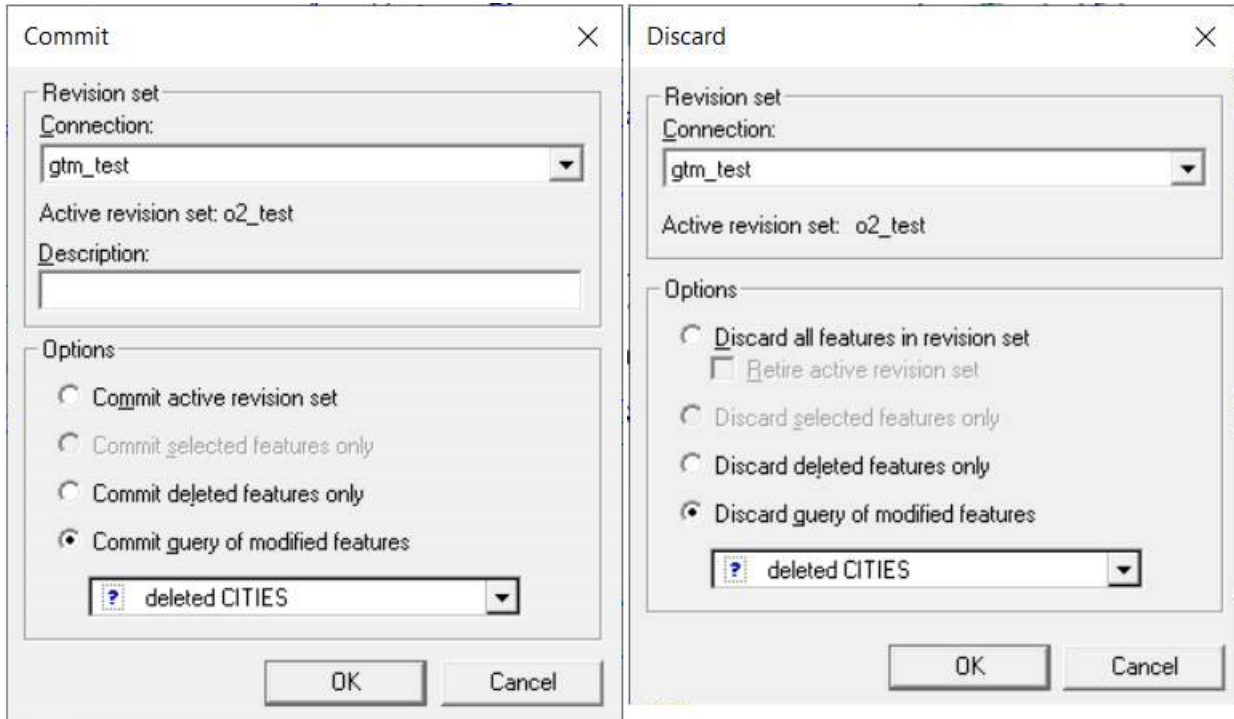 Commit
Revision set
Connection:
gtm_test
Active revision set: o2_test
Description:
Options
Commit active revision set
Commit selected features only
Commit deleted features only
Commit query of modified features
? deleted CITIES
OK Cancel
Discard
Revision set
Connection:
gtm_test
Active revision set: o2_test
Options
Discard all features in revision set
Retire active revision set
Discard selected features only
Discard deleted features only
Discard query of modified features
? deleted CITIES
OK Cancel